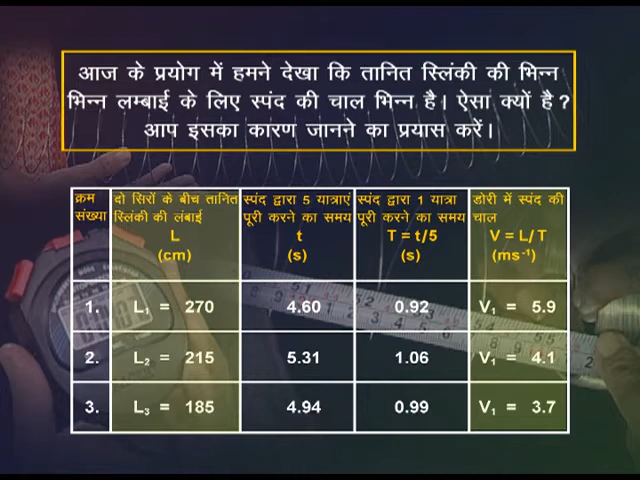 आज के प्रयोग में हमने देखा कि तानित स्लिंकी की भिन्न
भिन्न लम्बाई के लिए स्पंद की चाल भिन्न है। ऐसा क्यों है ?
आप इसका कारण जानने का प्रयास करें।
क्रम संख्या
दो सिरों के बीच तानित
स्लिंकी की लंबाई
L
(cm)
स्पंद द्वारा 5 यात्राएं
पूरी करने का समय
t
(s)
स्पंद द्वारा 1 यात्रा
पूरी करने का समय
T = t/5
(s)
डोरी में स्पंद की
चाल
V = L/T
(ms⁻¹)
1. L₁ = 270 4.60 0.92 V₁ = 5.9
2. L₂ = 215 5.31 1.06 V₁ = 4.1
3. L₃ = 185 4.94 0.99 V₁ = 3.7